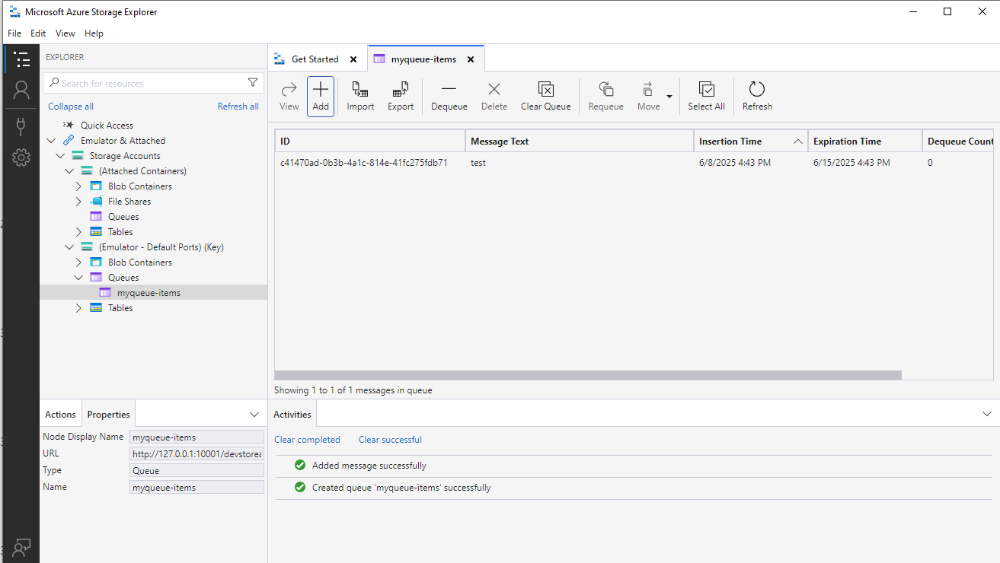 Microsoft Azure Storage Explorer
File Edit View Help
EXPLORER
Search for resources
Collapse all Refresh all
Quick Access
Emulator & Attached
Storage Accounts
(Attached Containers)
Blob Containers
File Shares
Queues
Tables
(Emulator - Default Ports) (Key)
Blob Containers
Queues
myqueue-items
Tables
Actions Properties
Node Display Name myqueue-items
URL http://127.0.0.1:10001/devstorea
Type Queue
Name myqueue-items
Get Started myqueue-items
View Add Import Export Dequeue Delete Clear Queue Requeue Move Select All Refresh
ID Message Text Insertion Time Expiration Time Dequeue Count
c41470ad-0b3b-4a1c-814e-41fc275fdb71 test 6/8/2025 4:43 PM 6/15/2025 4:43 PM 0
Showing 1 to 1 of 1 messages in queue
Activities
Clear completed Clear successful
Added message successfully
Created queue 'myqueue-items' successfully